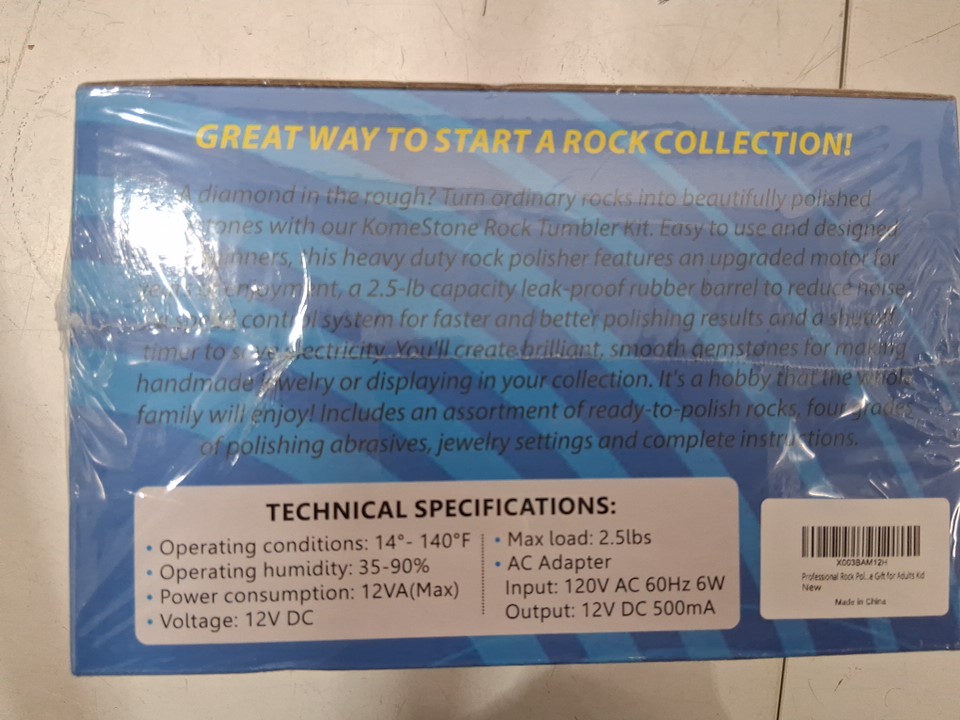 GREAT WAY TO START A ROCK COLLECTION!
A diamond in the rough? Turn ordinary rocks into beautifully polished
with our KomeStone Rock Tumbler Kit. Easy to use and designed
this heavy duty rock polisher features an upgraded motor for
enjoyment, a 2.5-lb capacity leak-proof rubber barrel to reduce noise
control system for faster and better polishing results and a shutoff
timer to save electricity. You'll create brilliant, smooth gemstones for making
handmade jewelry or displaying in your collection. It's a hobby that the whole
family will enjoy! Includes an assortment of ready-to-polish rocks, four grades
of polishing abrasives, jewelry settings and complete instructions.
TECHNICAL SPECIFICATIONS:
• Operating conditions: 14°- 140°F
• Operating humidity: 35-90%
• Power consumption: 12VA(Max)
• Voltage: 12V DC
• Max load: 2.5lbs
• AC Adapter
Input: 120V AC 60Hz 6W
Output: 12V DC 500mA
X003BAM12H
Professional Rock Pol...a Gift for Adults Kid
New
Made in China